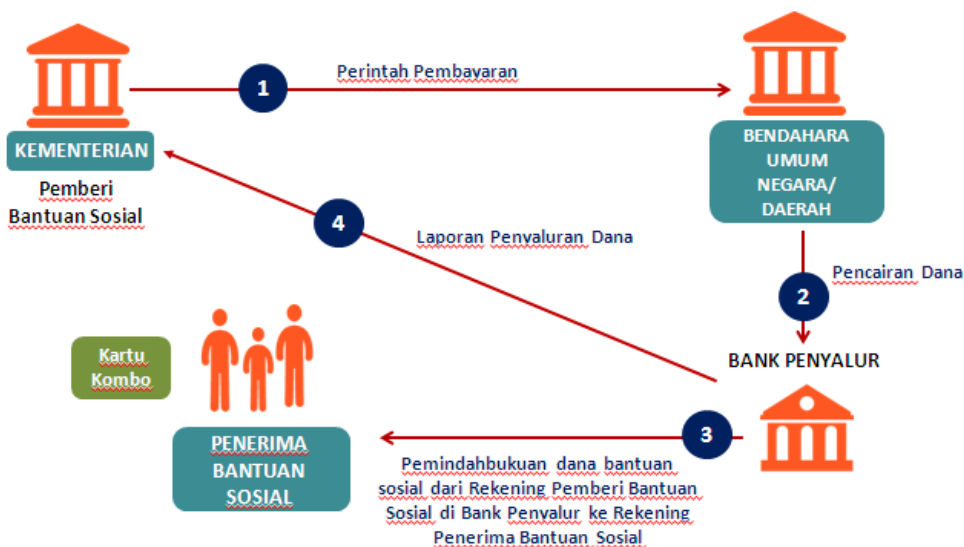 1
Perintah Pembayaran
KEMENTERIAN
Pemberi
Bantuan Sosial
BENDAHARA
UMUM
NEGARA/
DAERAH
4
Laporan Penyaluran Dana
2
Pencairan Dana
BANK PENYALUR
Kartu
Kombo
PENERIMA
BANTUAN
SOSIAL
3
Pemindahbukuan dana bantuan
sosial dari Rekening Pemberi Bantuan
Sosial di Bank Penyalur ke Rekening
Penerima Bantuan Sosial